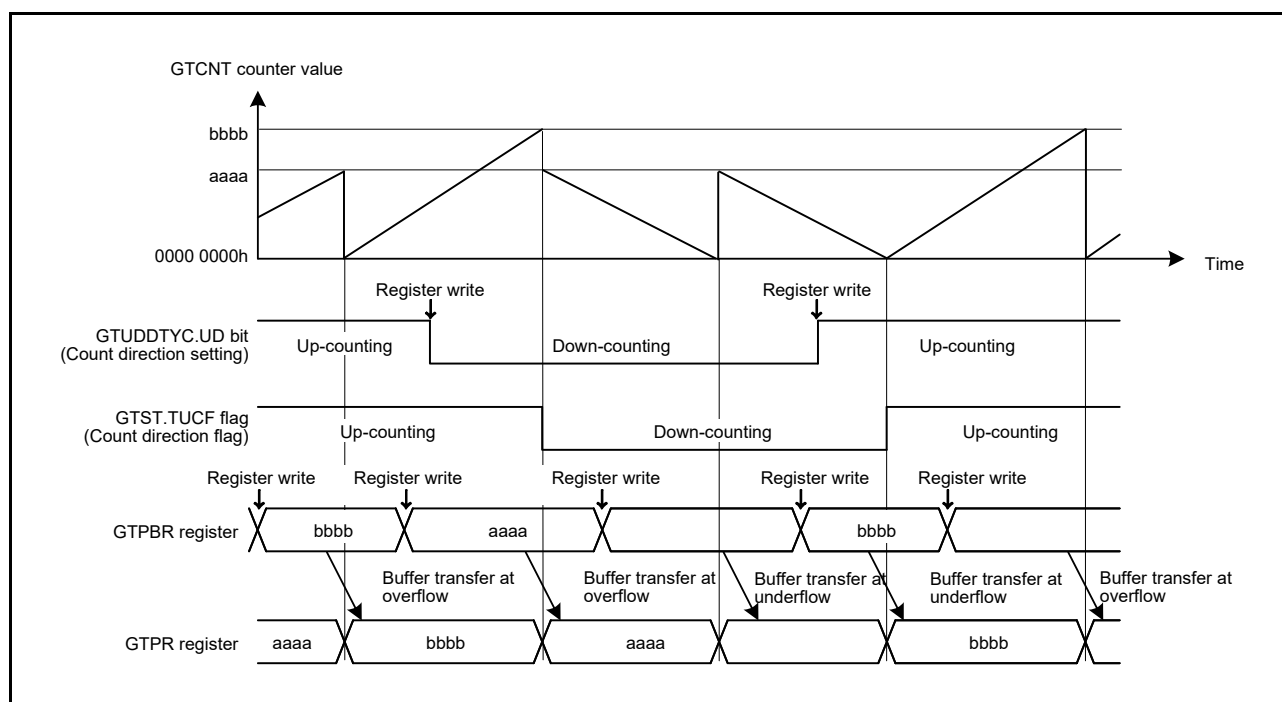 GTCNT counter value
bbbb
aaaa
0000 0000h
Time
Register write
Register write
GTUDDTYC.UD bit
(Count direction setting)
Up-counting
Down-counting
Up-counting
GTST.TUCF flag
(Count direction flag)
Up-counting
Down-counting
Up-counting
Register write
Register write
Register write
Register write
Register write
GTPBR register
bbbb
aaaa
bbbb
Buffer transfer at
overflow
Buffer transfer at
overflow
Buffer transfer at
underflow
Buffer transfer at
underflow
Buffer transfer at
overflow
GTPR register
aaaa
bbbb
aaaa
bbbb